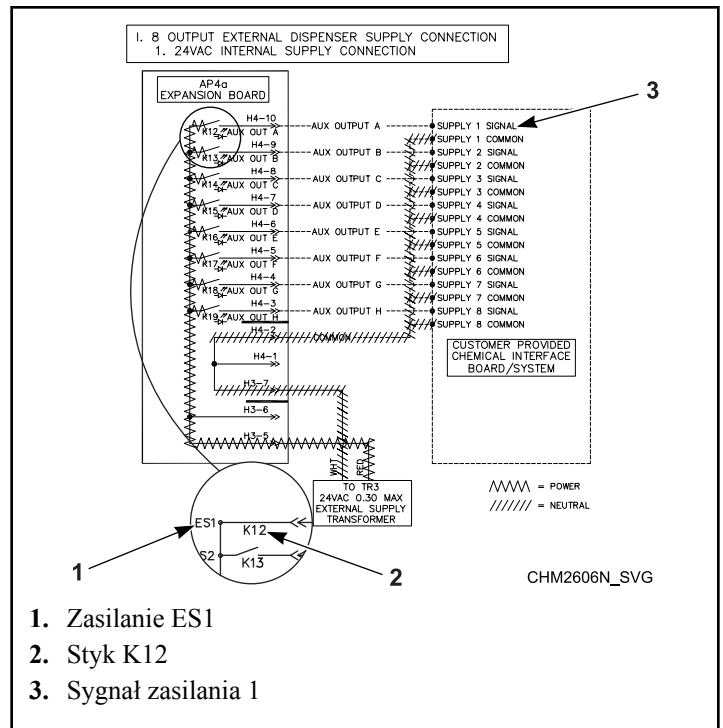 I. 8 OUTPUT EXTERNAL DISPENSER SUPPLY CONNECTION
1. 24VAC INTERNAL SUPPLY CONNECTION
AP4a
EXPANSION BOARD
3
H4-10
K12 AUX OUT A
AUX OUTPUT A
SUPPLY 1 SIGNAL
SUPPLY 1 COMMON
H4-9
K13 AUX OUT B
AUX OUTPUT B
SUPPLY 2 SIGNAL
SUPPLY 2 COMMON
H4-8
K14 AUX OUT C
AUX OUTPUT C
SUPPLY 3 SIGNAL
SUPPLY 3 COMMON
H4-7
K15 AUX OUT D
AUX OUTPUT D
SUPPLY 4 SIGNAL
SUPPLY 4 COMMON
H4-6
K16 AUX OUT E
AUX OUTPUT E
SUPPLY 5 SIGNAL
SUPPLY 5 COMMON
H4-5
K17 AUX OUT F
AUX OUTPUT F
SUPPLY 6 SIGNAL
SUPPLY 6 COMMON
H4-4
K18 AUX OUT G
AUX OUTPUT G
SUPPLY 7 SIGNAL
SUPPLY 7 COMMON
H4-3
K19 AUX OUT H
AUX OUTPUT H
SUPPLY 8 SIGNAL
SUPPLY 8 COMMON
H4-2
COMMON
H4-1
H3-7
H3-6
H3-5
CUSTOMER PROVIDED
CHEMICAL INTERFACE
BOARD/SYSTEM
WHT
RED
TO TR3
24VAC 0.30 MAX
EXTERNAL SUPPLY
TRANSFORMER
= POWER
= NEUTRAL
ES1
K12
S2
K13
1
2
CHM2606N_SVG
1. Zasilanie ES1
2. Styk K12
3. Sygnał zasilania 1